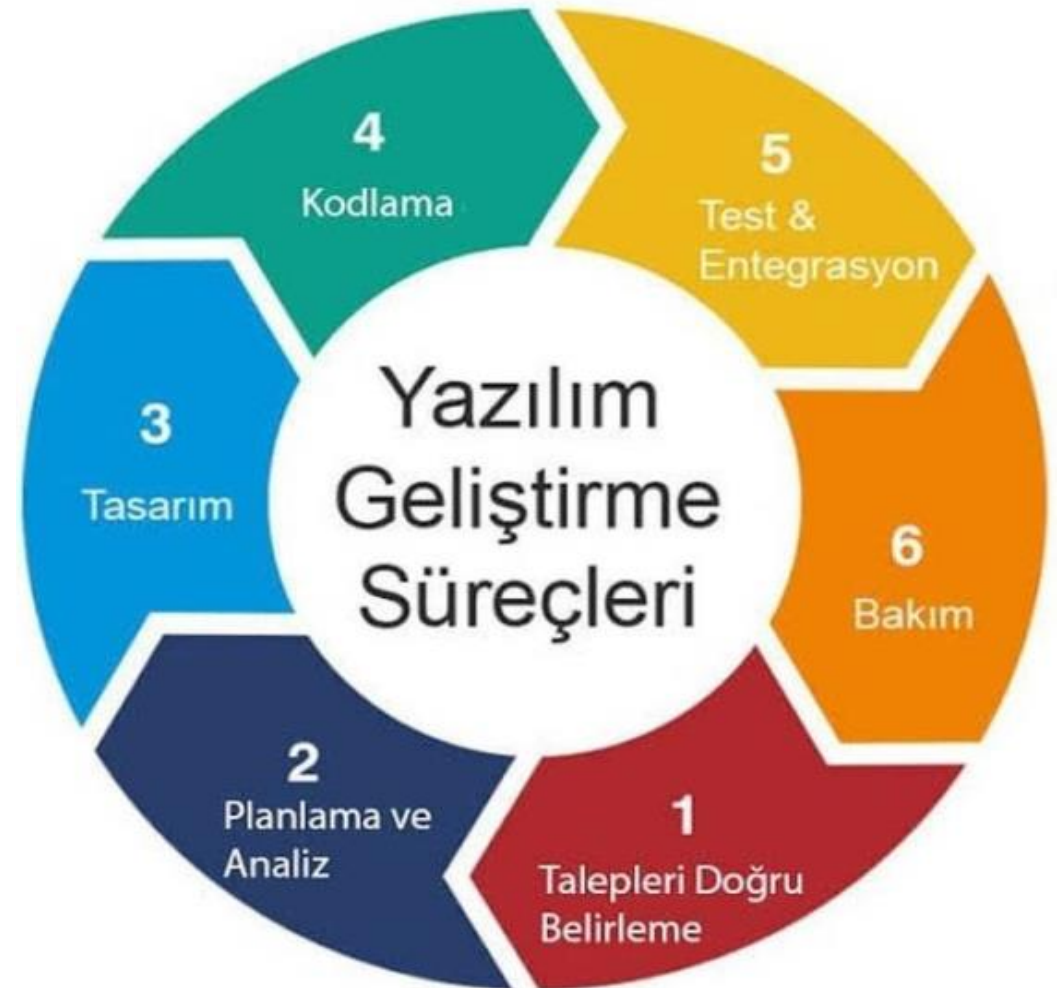 Yazılım
Geliştirme
Süreçleri
1
Talepleri Doğru
Belirleme
2
Planlama ve
Analiz
3
Tasarım
4
Kodlama
5
Test &
Entegrasyon
6
Bakım